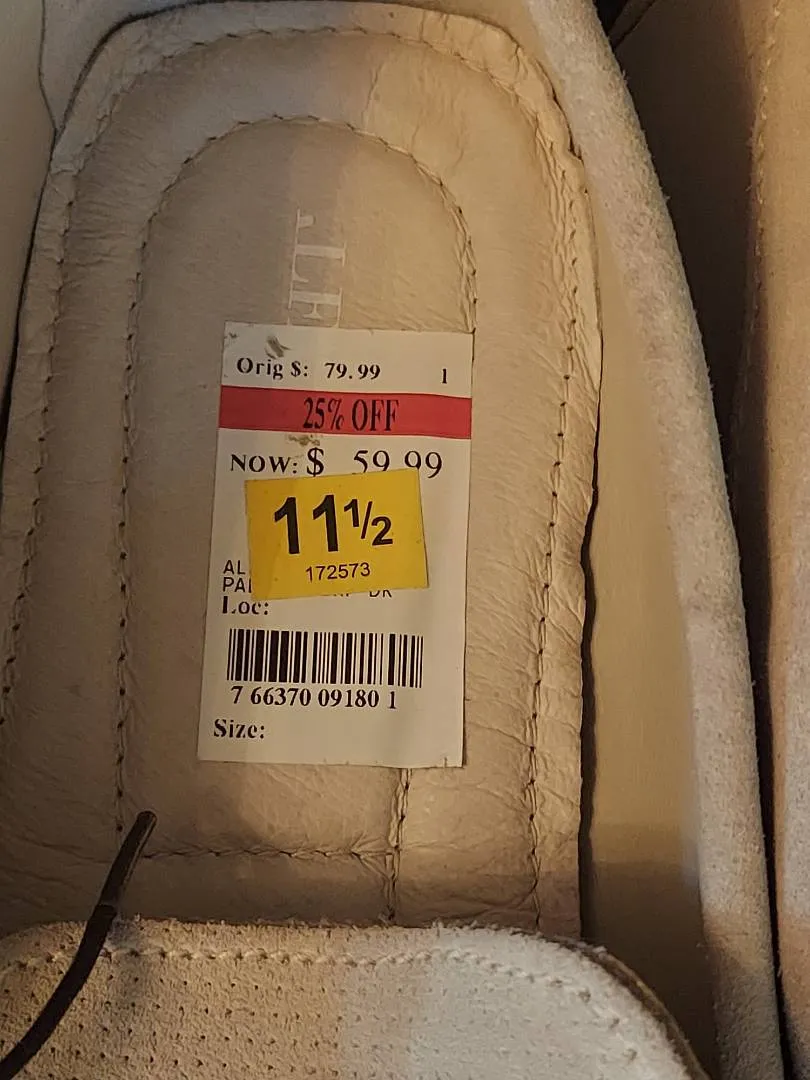 Orig $: 79.99 1
25% OFF
NOW: $ 59.99
11½
172573
Loc:
7 66370 09180 1
Size: